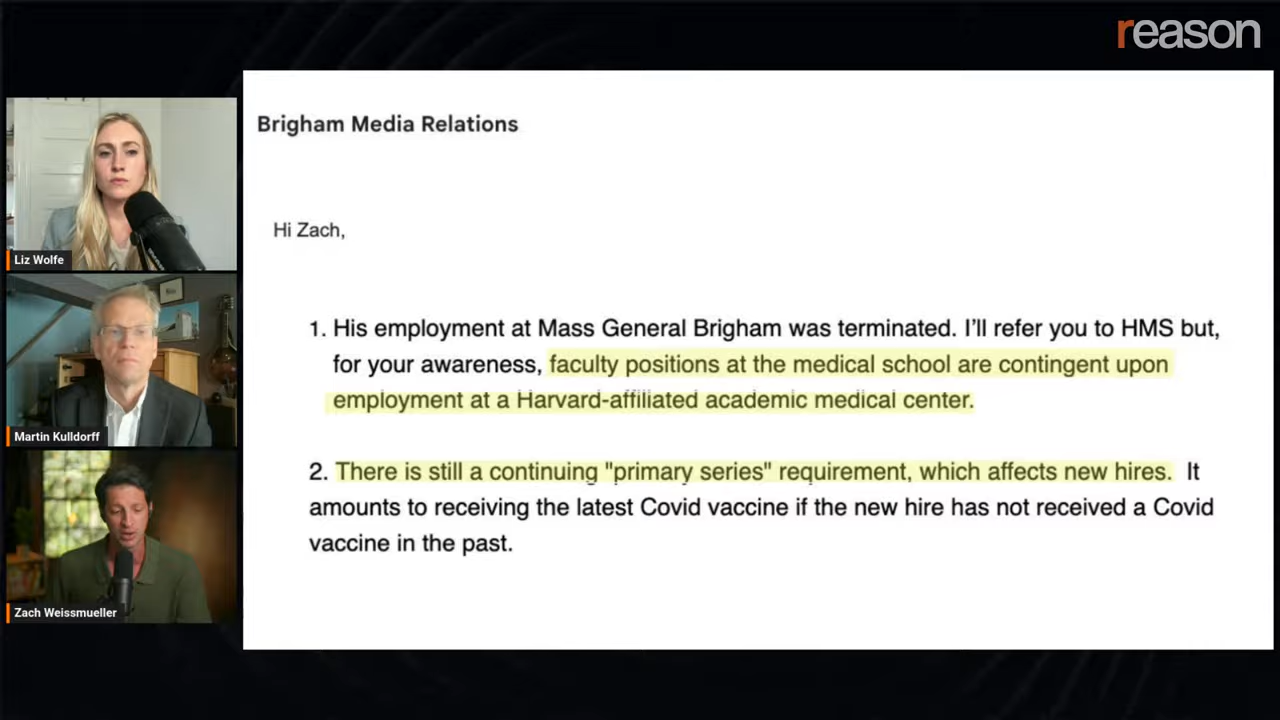 reason
Brigham Media Relations
Hi Zach,
1. His employment at Mass General Brigham was terminated. I'll refer you to HMS but,
for your awareness, faculty positions at the medical school are contingent upon
employment at a Harvard-affiliated academic medical center.
2. There is still a continuing "primary series" requirement, which affects new hires. It
amounts to receiving the latest Covid vaccine if the new hire has not received a Covid
vaccine in the past.
Liz Wolfe
Martin Kulldorff
Zach Weissmueller